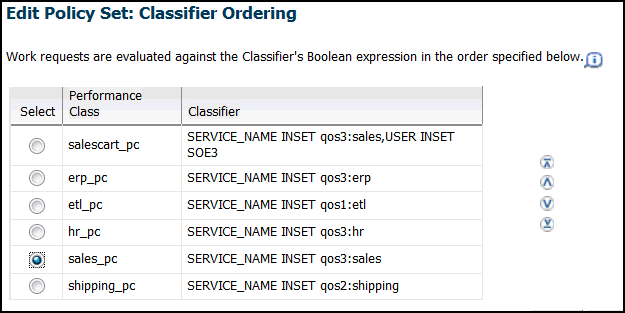 Edit Policy Set: Classifier Ordering
Work requests are evaluated against the Classifier's Boolean expression in the order specified below.
Performance
Select Class Classifier
salescart_pc SERVICE_NAME INSET qos3:sales,USER INSET
SOE3
erp_pc SERVICE_NAME INSET qos3:erp
etl_pc SERVICE_NAME INSET qos1:etl
hr_pc SERVICE_NAME INSET qos3:hr
sales_pc SERVICE_NAME INSET qos3:sales
shipping_pc SERVICE_NAME INSET qos2:shipping